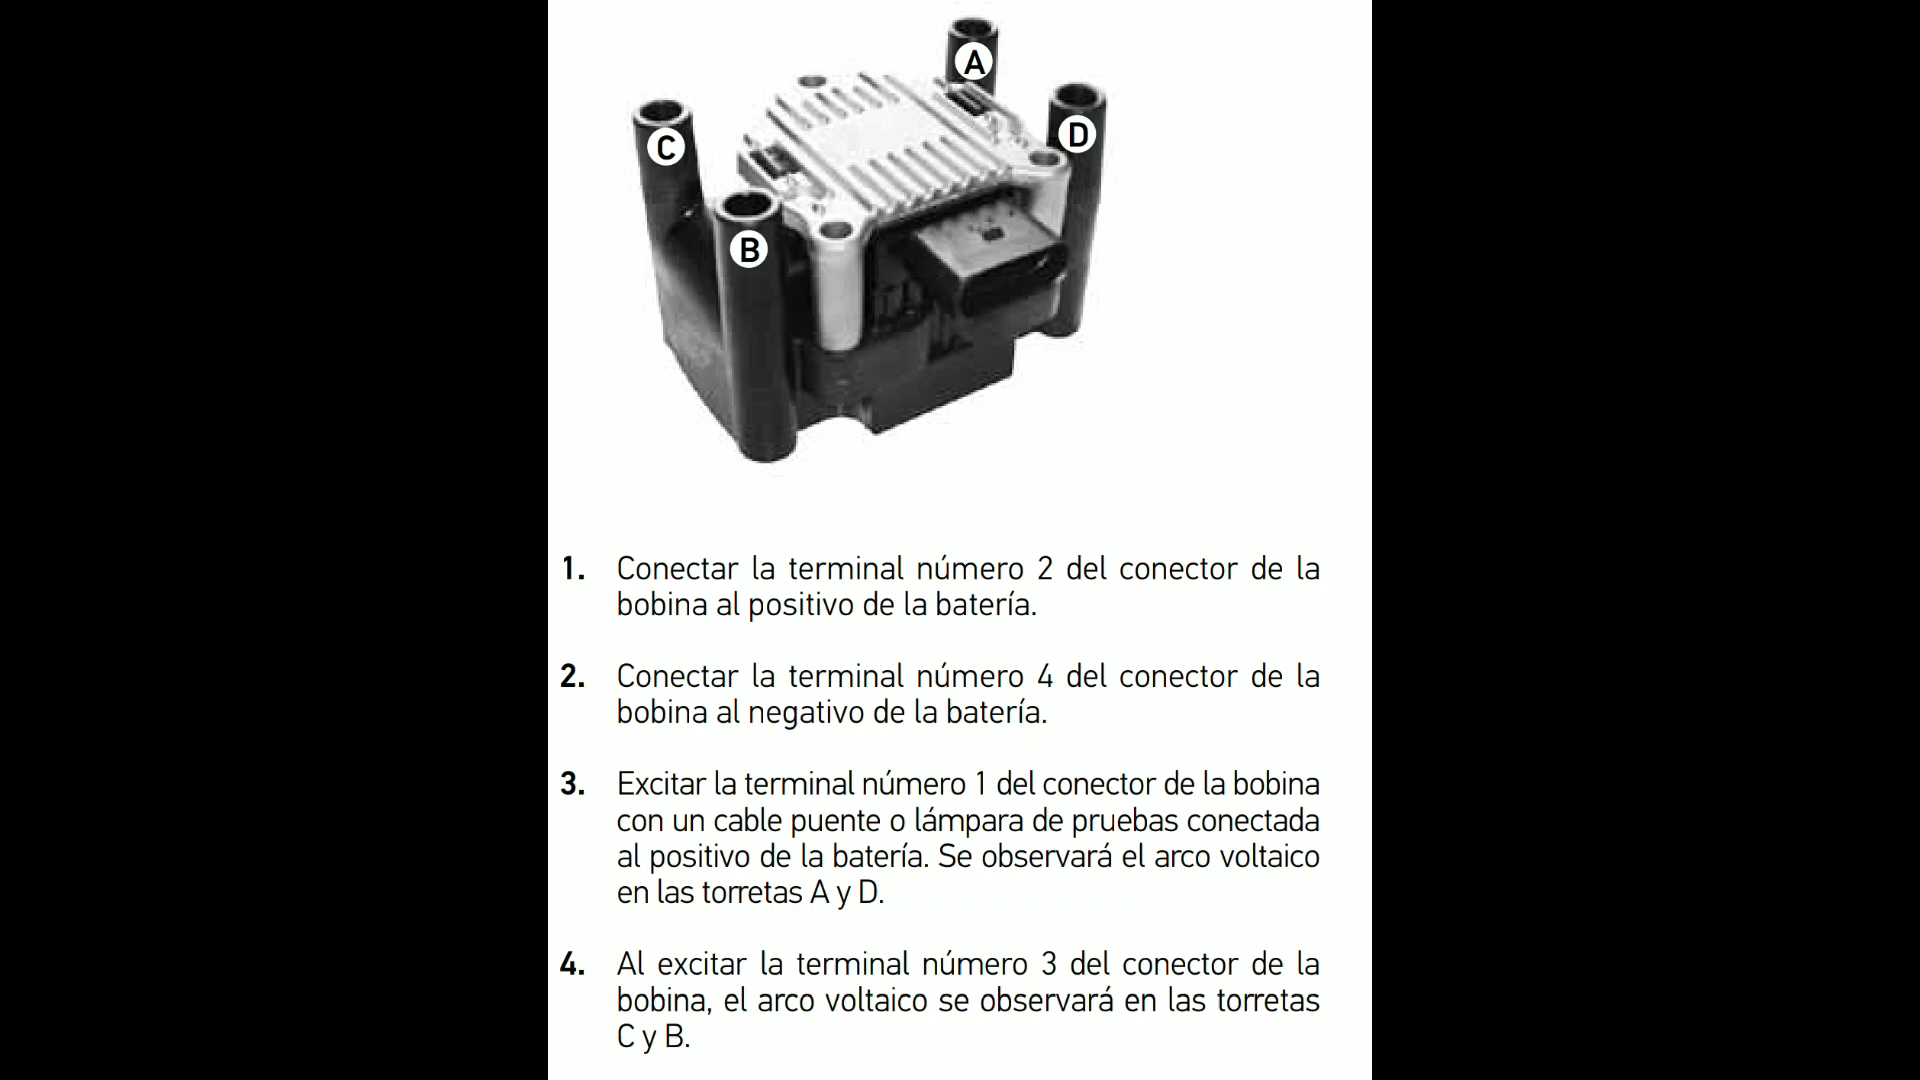 A
D
C
B
1. Conectar la terminal número 2 del conector de la
bobina al positivo de la batería.
2. Conectar la terminal número 4 del conector de la
bobina al negativo de la batería.
3. Excitar la terminal número 1 del conector de la bobina
con un cable puente o lámpara de pruebas conectada
al positivo de la batería. Se observará el arco voltaico
en las torretas A y D.
4. Al excitar la terminal número 3 del conector de la
bobina, el arco voltaico se observará en las torretas
C y B.